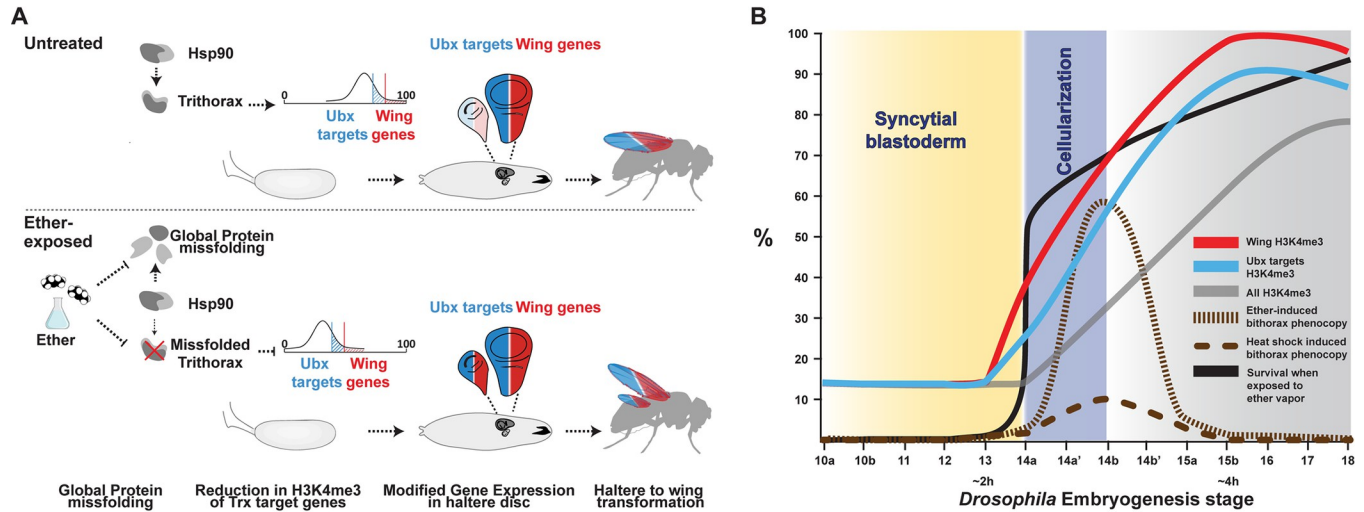 A
Untreated
Hsp90
Trithorax
0
100
Ubx
targets
Wing
genes
Ubx targets Wing genes
Ether-
exposed
Global Protein
missfolding
Hsp90
Ether
Missfolded
Trithorax
0
100
Ubx
targets
Wing
genes
Ubx targets Wing genes
Global Protein
missfolding
Reduction in H3K4me3
of Trx target genes
Modified Gene Expression
in haltere disc
Haltere to wing
transformation
B
100
90
80
70
60
50
40
30
20
10
%
Syncytial
blastoderm
Cellularization
Wing H3K4me3
Ubx targets
H3K4me3
All H3K4me3
Ether-induced
bithorax phenocopy
Heat shock induced
bithorax phenocopy
Survival when
exposed to
ether vapor
10a 10b 11 12 13 14a 14a' 14b 14b' 15a 15b 16 17 18
~2h ~4h
Drosophila Embryogenesis stage